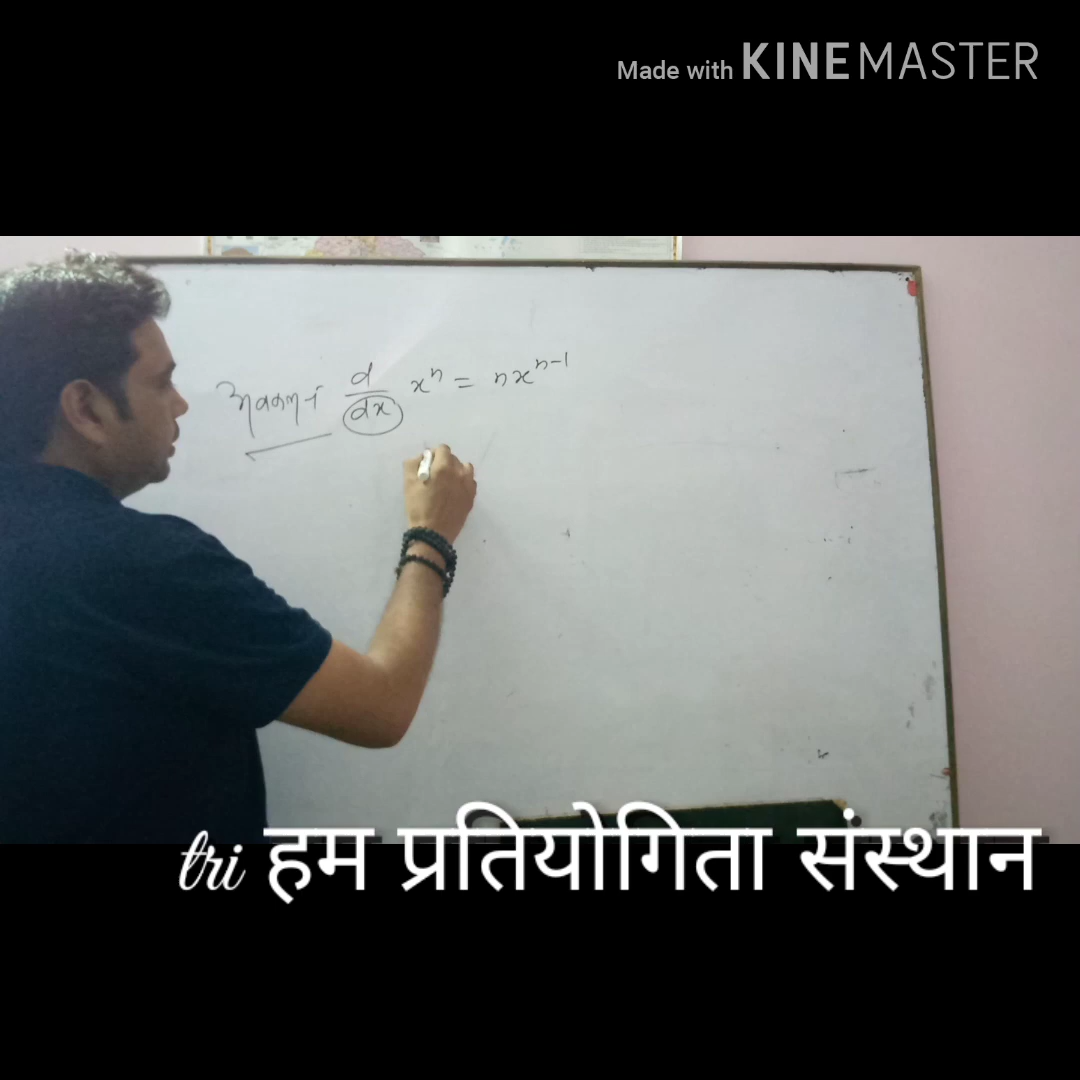 Made with KINEMASTER
अवकलन d/dx xⁿ = nxⁿ⁻¹
tri हम प्रतियोगिता संस्थान